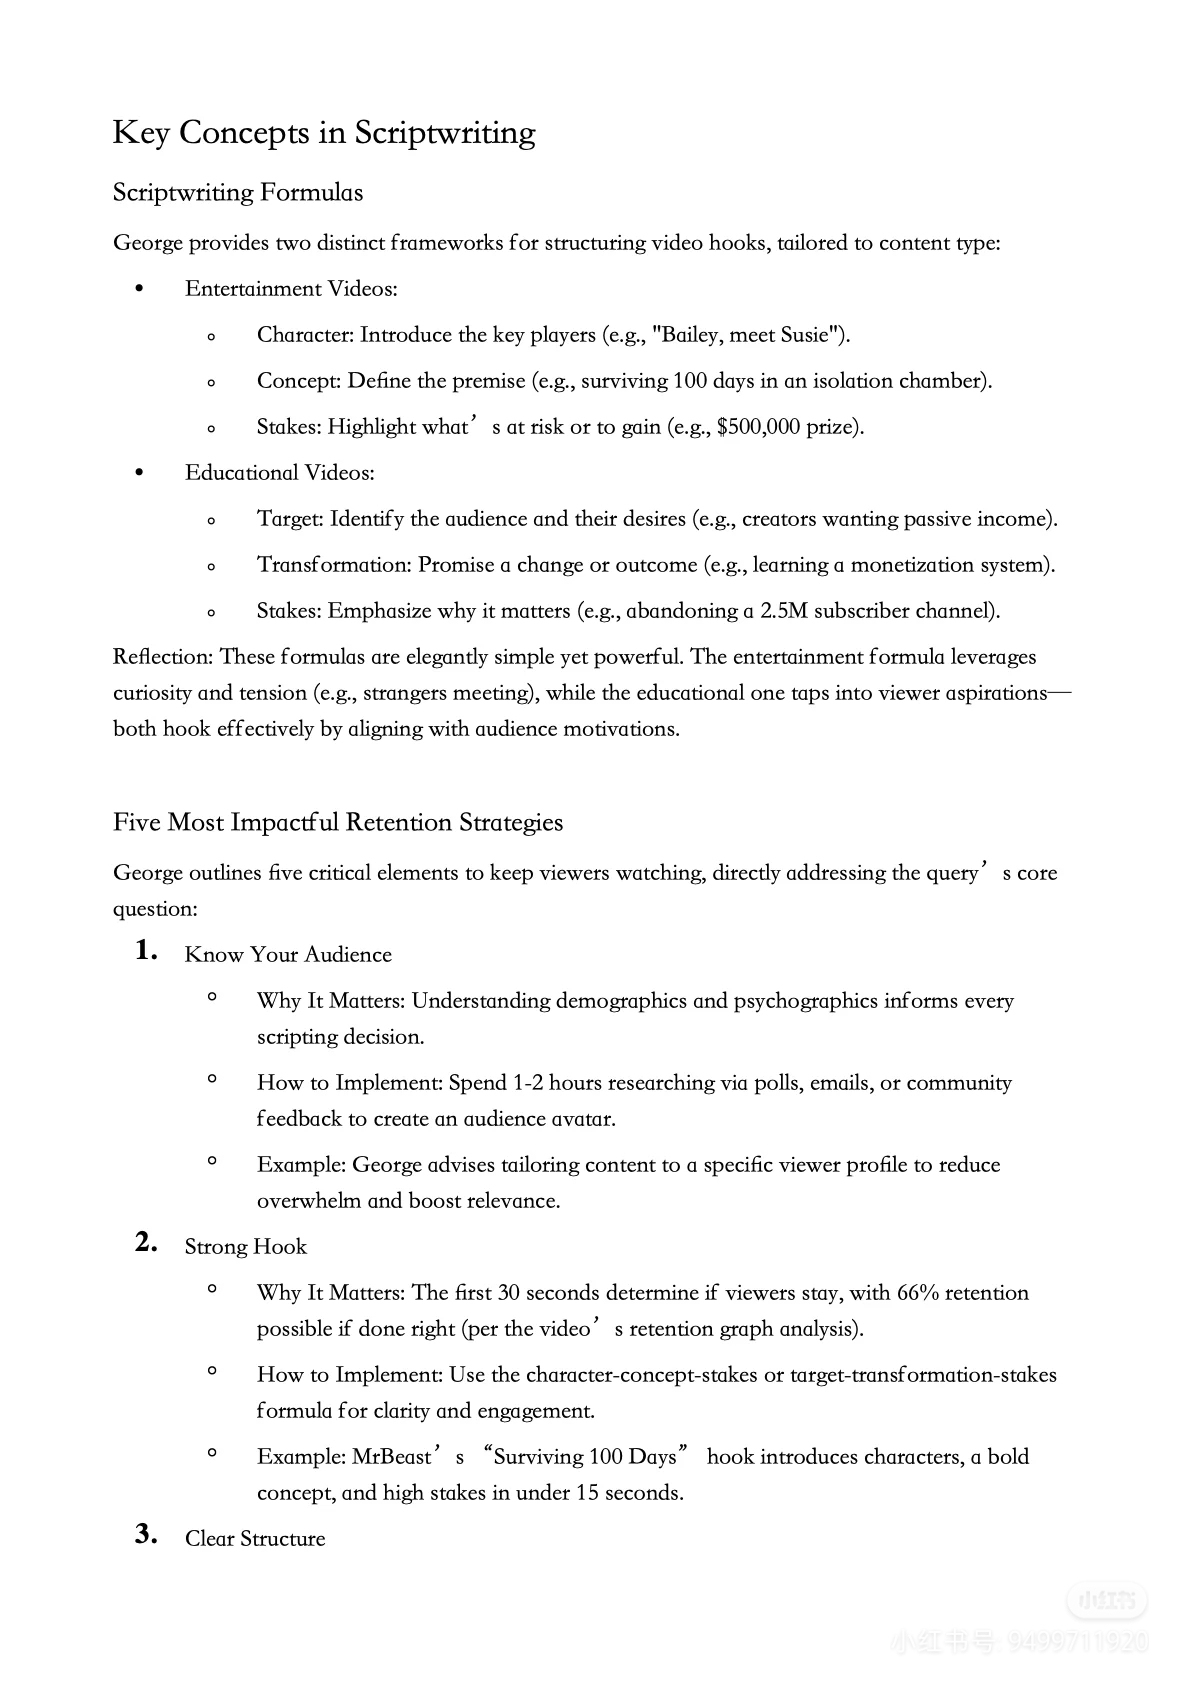 Key Concepts in Scriptwriting
Scriptwriting Formulas
George provides two distinct frameworks for structuring video hooks, tailored to content type:
• Entertainment Videos:
◦ Character: Introduce the key players (e.g., "Bailey, meet Susie").
◦ Concept: Define the premise (e.g., surviving 100 days in an isolation chamber).
◦ Stakes: Highlight what’s at risk or to gain (e.g., $500,000 prize).
• Educational Videos:
◦ Target: Identify the audience and their desires (e.g., creators wanting passive income).
◦ Transformation: Promise a change or outcome (e.g., learning a monetization system).
◦ Stakes: Emphasize why it matters (e.g., abandoning a 2.5M subscriber channel).
Reflection: These formulas are elegantly simple yet powerful. The entertainment formula leverages
curiosity and tension (e.g., strangers meeting), while the educational one taps into viewer aspirations—
both hook effectively by aligning with audience motivations.
Five Most Impactful Retention Strategies
George outlines five critical elements to keep viewers watching, directly addressing the query’s core
question:
1. Know Your Audience
◦ Why It Matters: Understanding demographics and psychographics informs every
scripting decision.
◦ How to Implement: Spend 1-2 hours researching via polls, emails, or community
feedback to create an audience avatar.
◦ Example: George advises tailoring content to a specific viewer profile to reduce
overwhelm and boost relevance.
2. Strong Hook
◦ Why It Matters: The first 30 seconds determine if viewers stay, with 66% retention
possible if done right (per the video’s retention graph analysis).
◦ How to Implement: Use the character-concept-stakes or target-transformation-stakes
formula for clarity and engagement.
◦ Example: MrBeast’s “Surviving 100 Days” hook introduces characters, a bold
concept, and high stakes in under 15 seconds.
3. Clear Structure
小红书
小红书号: 9499711920